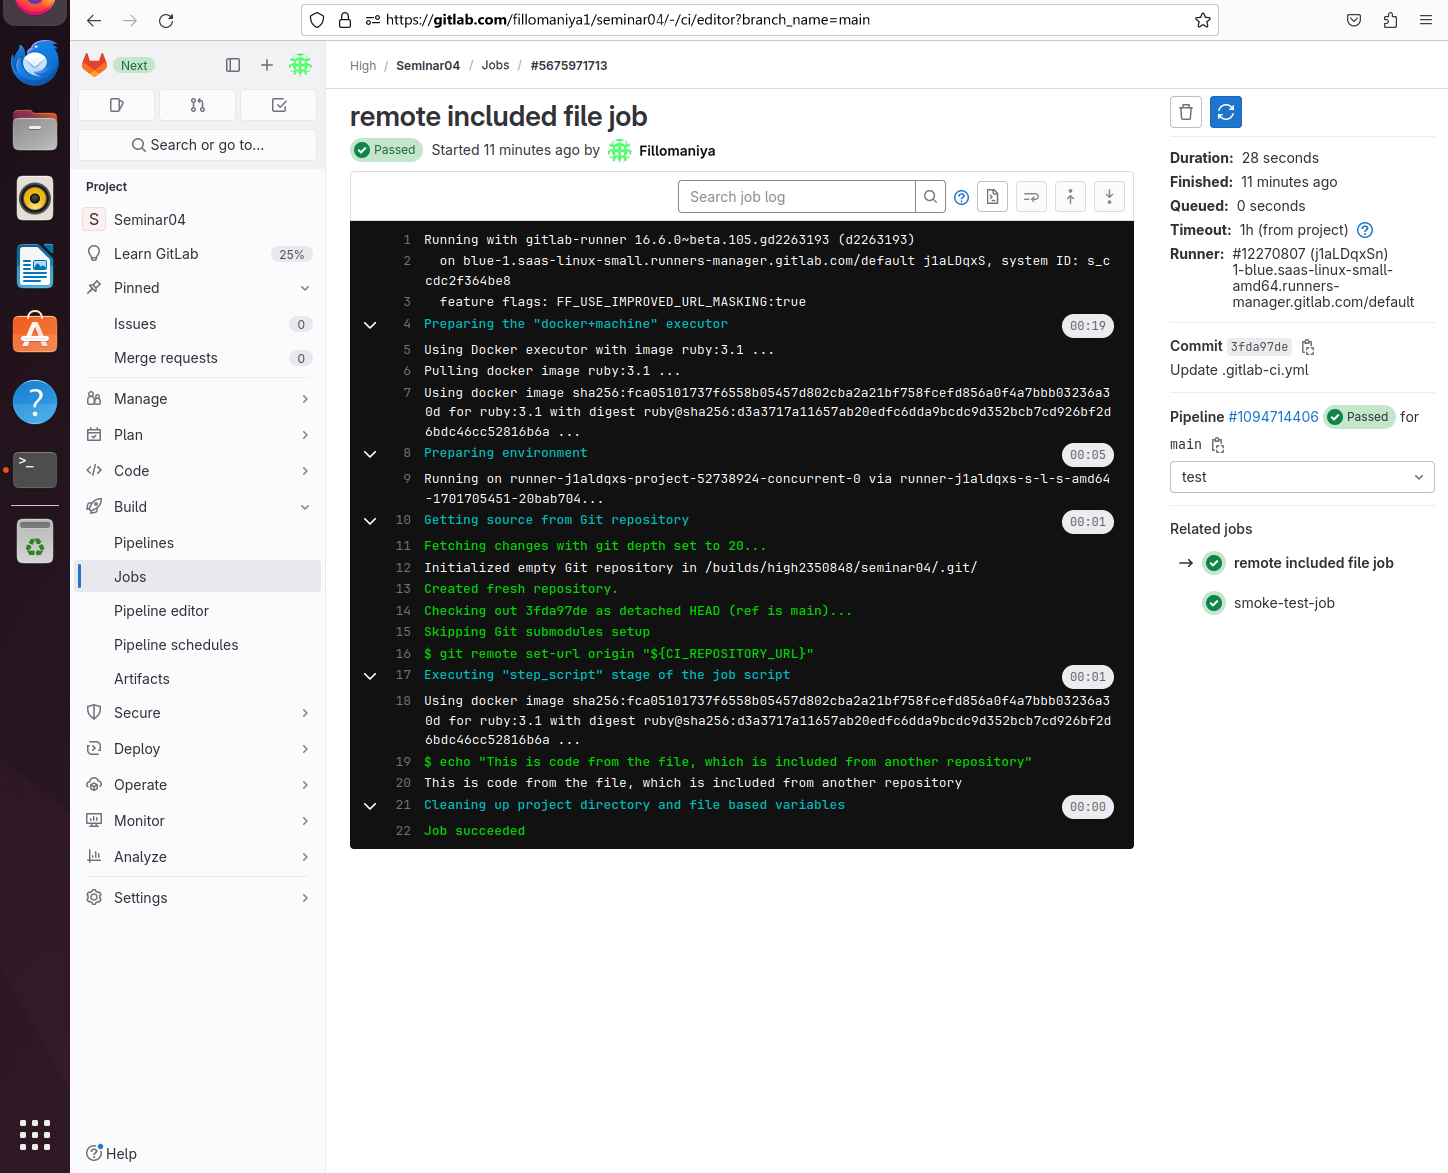 https://gitlab.com/fillomaniya1/seminar04/-/ci/editor?branch_name=main
Next
Search or go to...
Project
S Seminar04
Learn GitLab 25%
Pinned
Issues 0
Merge requests 0
Manage
Plan
Code
Build
Pipelines
Jobs
Pipeline editor
Pipeline schedules
Artifacts
Secure
Deploy
Operate
Monitor
Analyze
Settings
Help
High / Seminar04 / Jobs / #5675971713
remote included file job
Passed Started 11 minutes ago by Fillomaniya
Search job log
1 Running with gitlab-runner 16.6.0~beta.105.gd2263193 (d2263193)
2 on blue-1.saas-linux-small.runners-manager.gitlab.com/default j1aLDqxS, system ID: s_c
cdc2f364be8
3 feature flags: FF_USE_IMPROVED_URL_MASKING:true
4 Preparing the "docker+machine" executor 00:19
5 Using Docker executor with image ruby:3.1 ...
6 Pulling docker image ruby:3.1 ...
7 Using docker image sha256:fca05101737f6558b05457d802cba2a21bf758fcefd856a0f4a7bbb03236a3
0d for ruby:3.1 with digest ruby@sha256:d3a3717a11657ab20edfc6dda9bcdc9d352bcb7cd926bf2d
6bdc46cc52816b6a ...
8 Preparing environment 00:05
9 Running on runner-j1aldqxs-project-52738924-concurrent-0 via runner-j1aldqxs-s-l-s-amd64
-1701705451-20bab704...
10 Getting source from Git repository 00:01
11 Fetching changes with git depth set to 20...
12 Initialized empty Git repository in /builds/high2350848/seminar04/.git/
13 Created fresh repository.
14 Checking out 3fda97de as detached HEAD (ref is main)...
15 Skipping Git submodules setup
16 $ git remote set-url origin "${CI_REPOSITORY_URL}"
17 Executing "step_script" stage of the job script 00:01
18 Using docker image sha256:fca05101737f6558b05457d802cba2a21bf758fcefd856a0f4a7bbb03236a3
0d for ruby:3.1 with digest ruby@sha256:d3a3717a11657ab20edfc6dda9bcdc9d352bcb7cd926bf2d
6bdc46cc52816b6a ...
19 $ echo "This is code from the file, which is included from another repository"
20 This is code from the file, which is included from another repository
21 Cleaning up project directory and file based variables 00:00
22 Job succeeded
Duration: 28 seconds
Finished: 11 minutes ago
Queued: 0 seconds
Timeout: 1h (from project)
Runner: #12270807 (j1aLDqxSn)
1-blue.saas-linux-small-
amd64.runners-
manager.gitlab.com/default
Commit 3fda97de
Update .gitlab-ci.yml
Pipeline #1094714406 Passed for
main
test
Related jobs
→ remote included file job
smoke-test-job